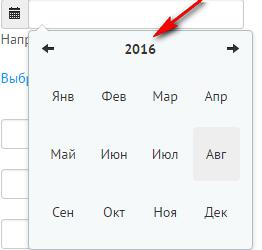 Напр
2016
Выбр
Янв Фев Мар Апр
Май Июн Июл Авг
Сен Окт Ноя Дек